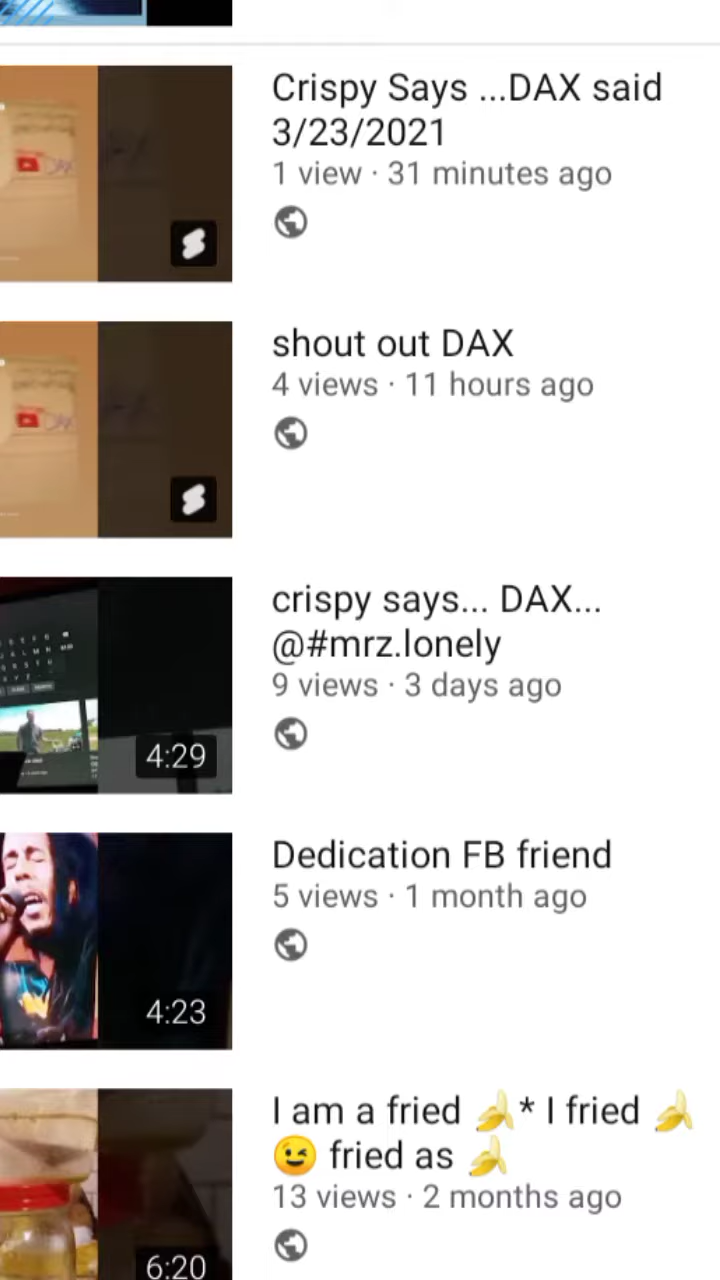 Crispy Says ...DAX said
3/23/2021
1 view · 31 minutes ago
DAX
shout out DAX
4 views · 11 hours ago
DAX
crispy says... DAX...
@#mrz.lonely
9 views · 3 days ago
4:29
Dedication FB friend
5 views · 1 month ago
4:23
I am a fried 🍌* I fried 🍌
😉 fried as 🍌
13 views · 2 months ago
6:20